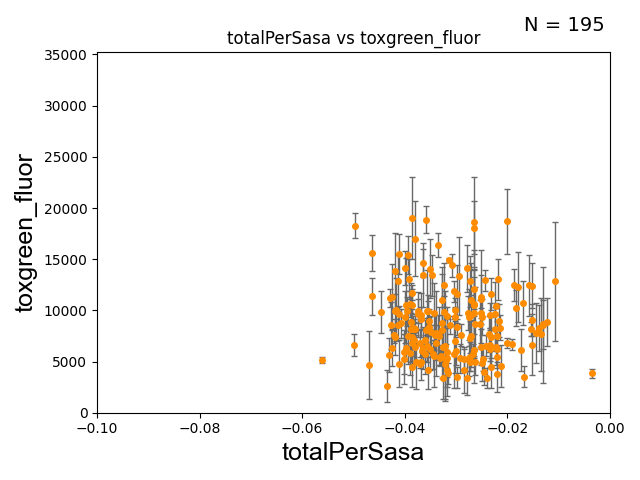 N = 195
totalPerSasa vs toxgreen_fluor
toxgreen_fluor
35000
30000
25000
20000
15000
10000
5000
0
−0.10 −0.08 −0.06 −0.04 −0.02 0.00
totalPerSasa